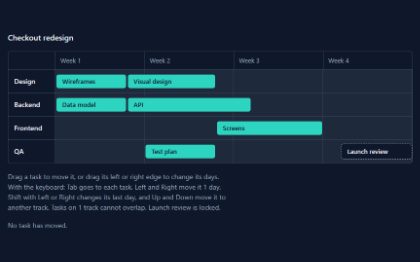 Checkout redesign
Week 1 Week 2 Week 3 Week 4
Design Wireframes Visual design
Backend Data model API
Frontend Screens
QA Test plan Launch review
Drag a task to move it, or drag its left or right edge to change its days.
With the keyboard: Tab goes to each task. Left and Right move it 1 day.
Shift with Left or Right changes its last day, and Up and Down move it to
another track. Tasks on 1 track cannot overlap. Launch review is locked.
No task has moved.